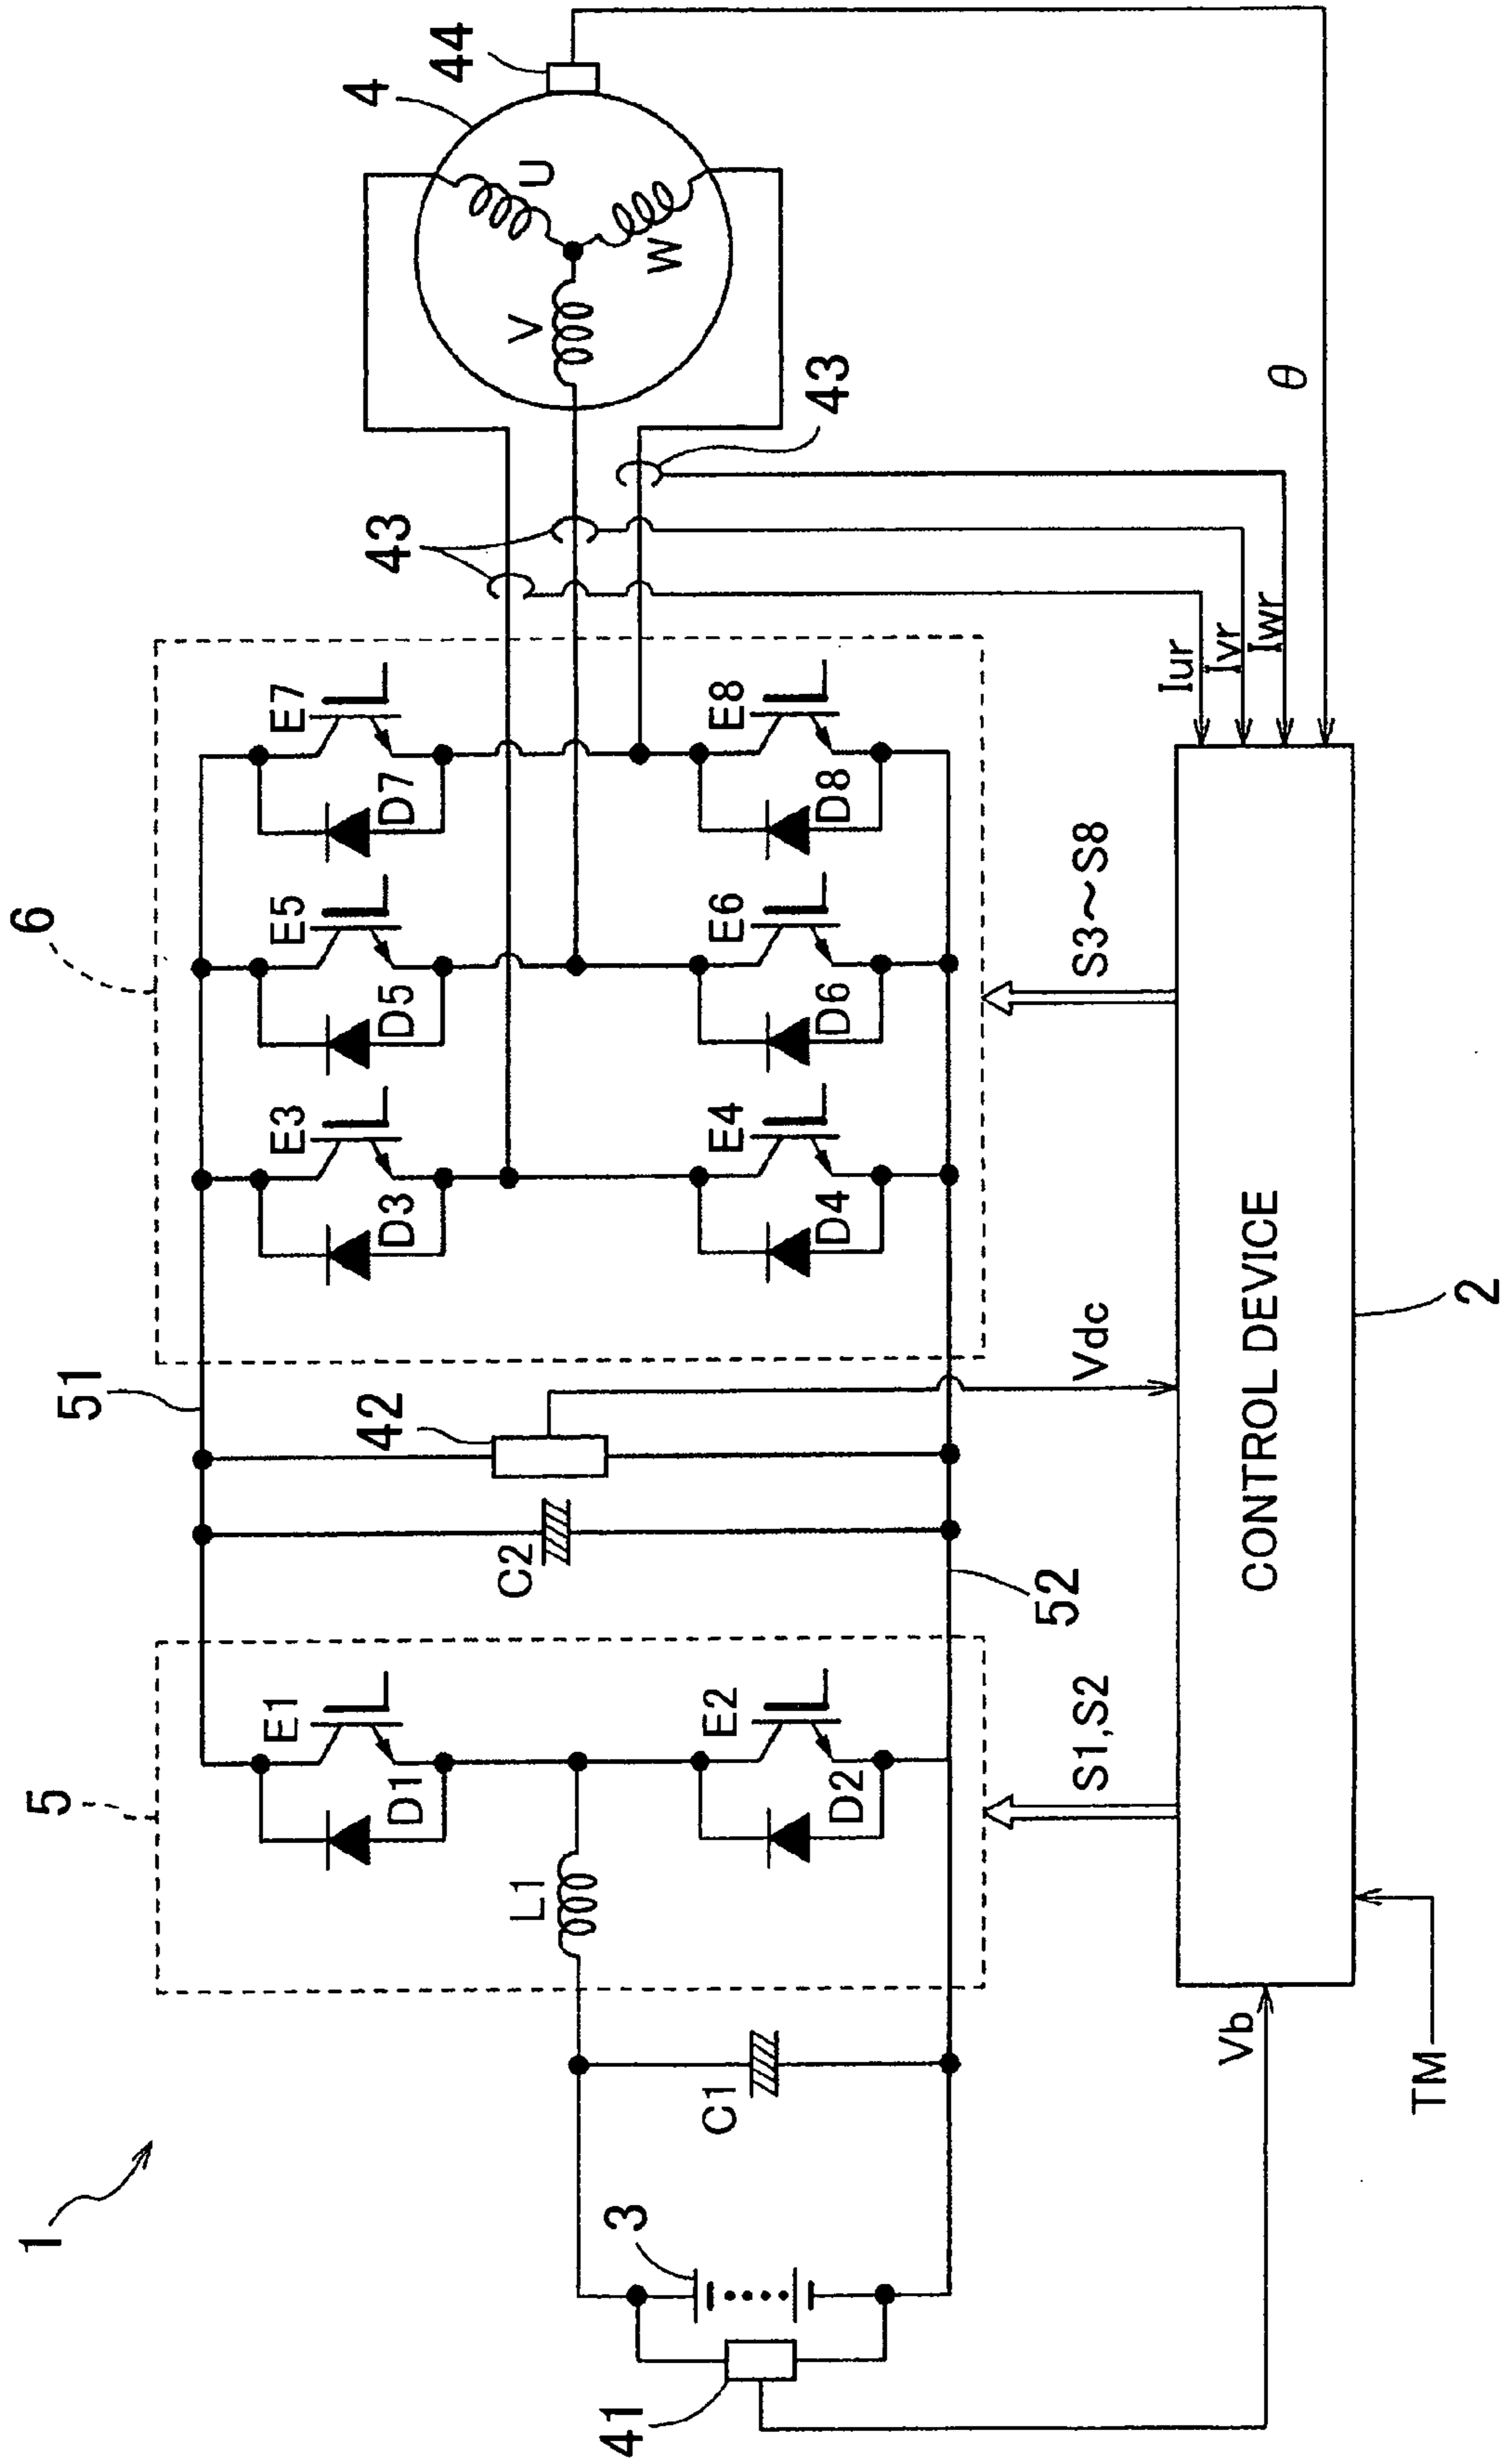 1
5
6
51
4
44
E1
D1
E3
D3
E5
D5
E7
D7
43
U
V
W
41
3
C1
L1
C2
42
E2
D2
E4
D4
E6
D6
E8
D8
43
52
Vb
TM
S1,S2
Vdc
S3~S8
Iur
Ivr
Iwr
θ
CONTROL DEVICE
2